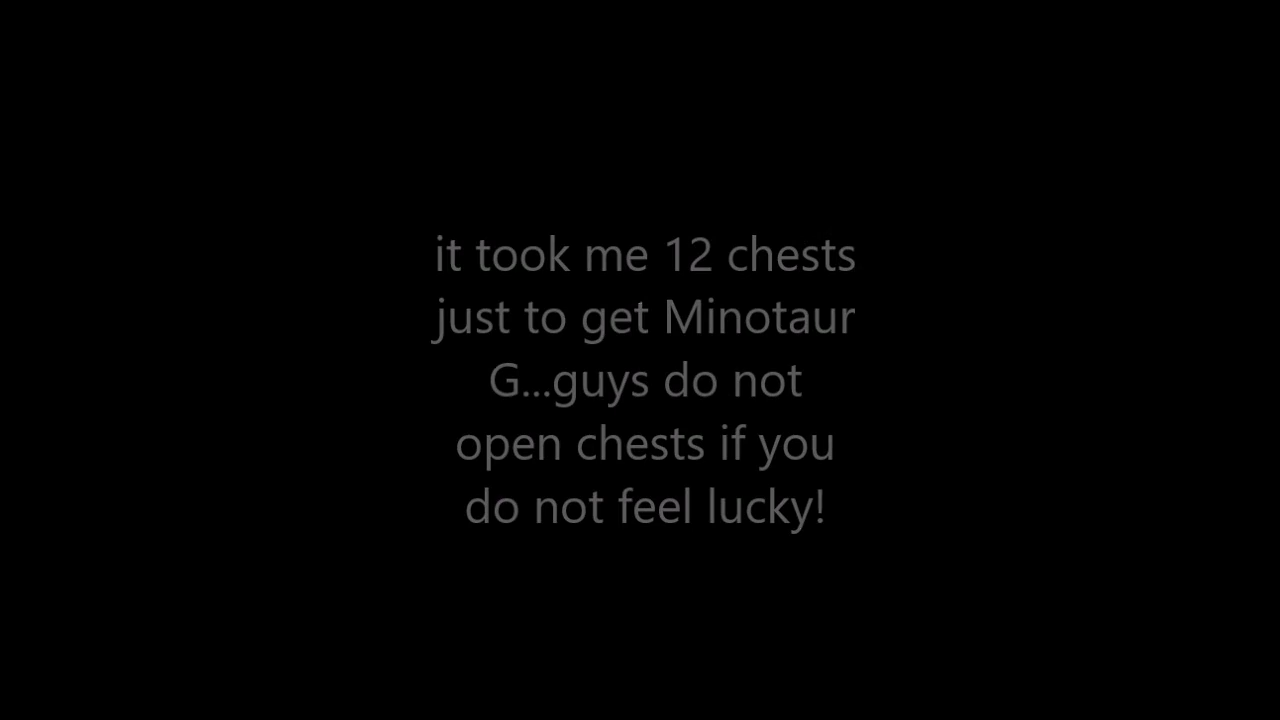 it took me 12 chests
just to get Minotaur
G...guys do not
open chests if you
do not feel lucky!